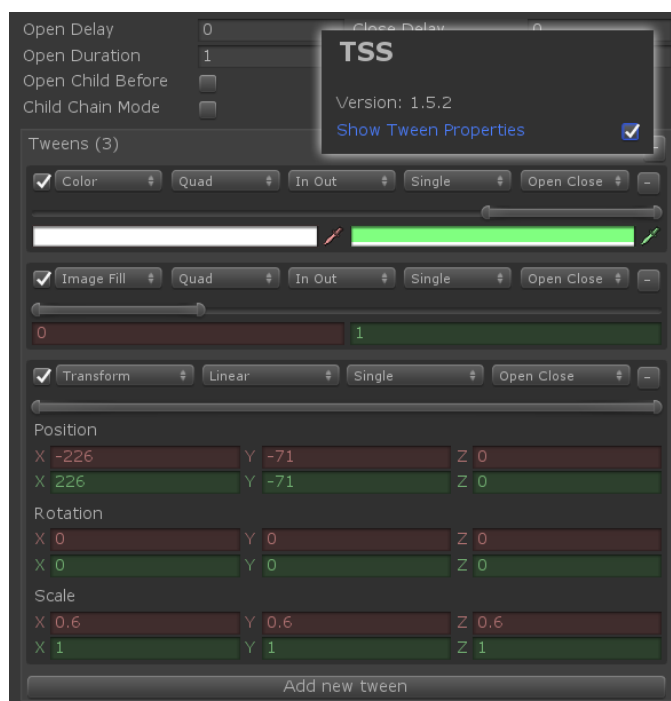 Open Delay 0 Close Delay 0
Open Duration 1
Open Child Before
Child Chain Mode
TSS
Version: 1.5.2
Show Tween Properties
Tweens (3)
Color Quad In Out Single Open Close -
Image Fill Quad In Out Single Open Close -
0 1
Transform Linear Single Open Close -
Position
X -226 Y -71 Z 0
X 226 Y -71 Z 0
Rotation
X 0 Y 0 Z 0
X 0 Y 0 Z 0
Scale
X 0.6 Y 0.6 Z 0.6
X 1 Y 1 Z 1
Add new tween